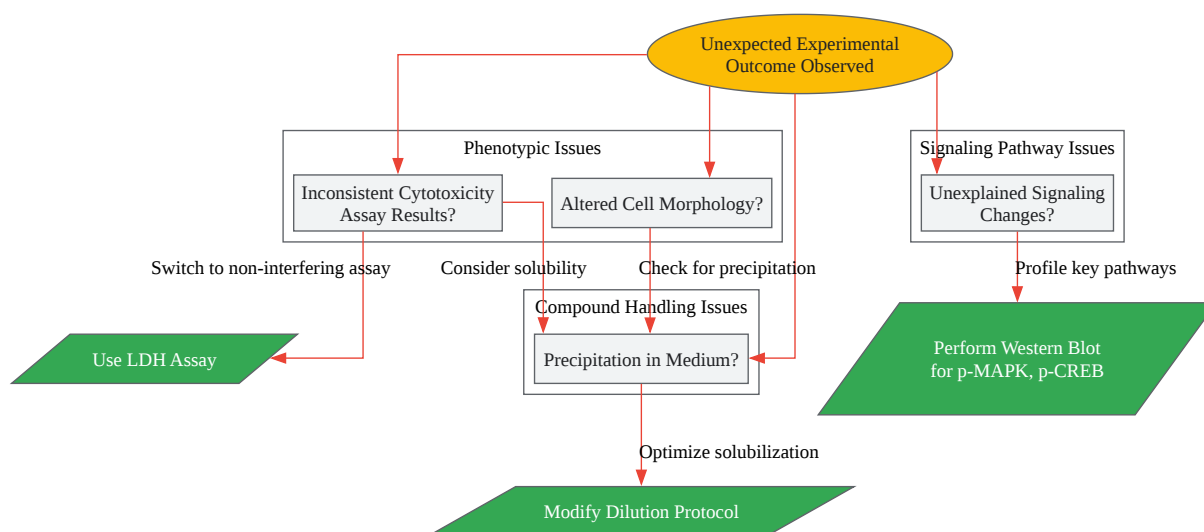 Unexpected Experimental
Outcome Observed
Phenotypic Issues
Signaling Pathway Issues
Inconsistent Cytotoxicity
Assay Results?
Altered Cell Morphology?
Unexplained Signaling
Changes?
Switch to non-interfering assay
Consider solubility
Check for precipitation
Profile key pathways
Compound Handling Issues
Use LDH Assay
Precipitation in Medium?
Perform Western Blot
for p-MAPK, p-CREB
Optimize solubilization
Modify Dilution Protocol